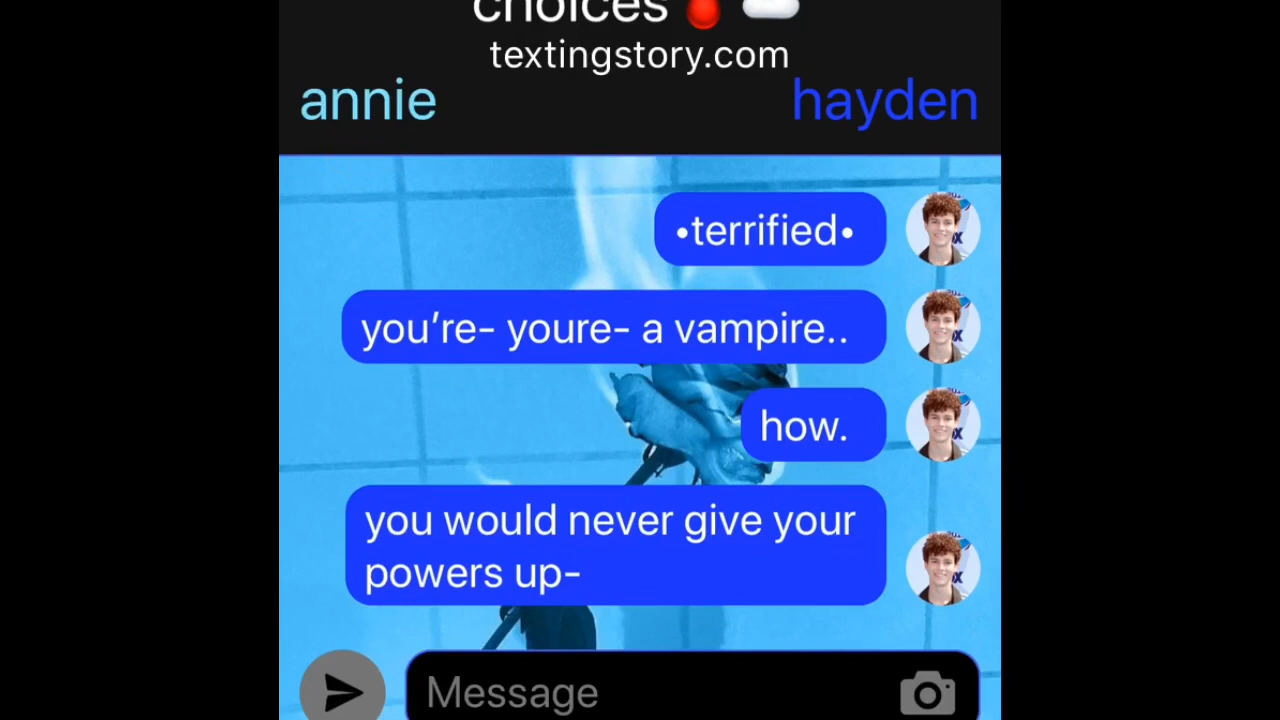 choices 🩸 ☁️
textingstory.com
annie
hayden
•terrified•
you’re- youre- a vampire..
how.
you would never give your
powers up-
Message